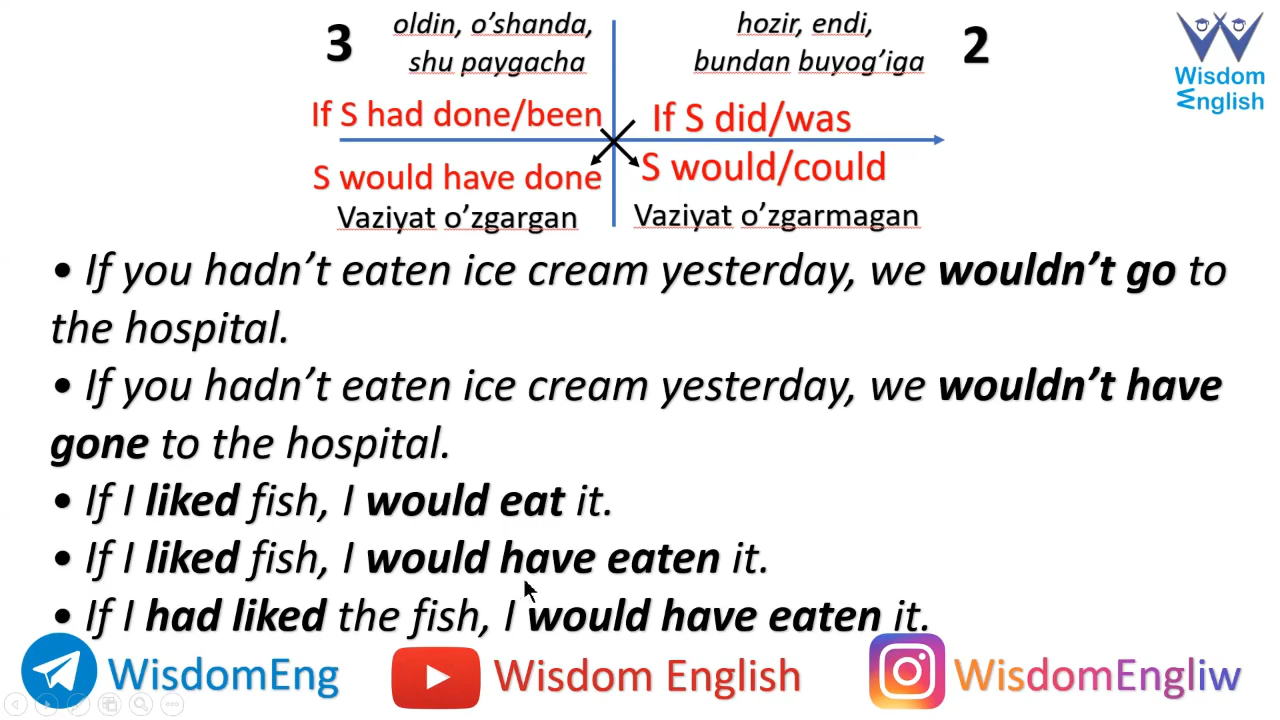 3
oldin, o’shanda,
shu paygacha
hozir, endi,
bundan buyog’iga
2
Wisdom
English
If S had done/been
If S did/was
S would have done
S would/could
Vaziyat o’zgargan
Vaziyat o’zgarmagan
• If you hadn’t eaten ice cream yesterday, we wouldn’t go to
the hospital.
• If you hadn’t eaten ice cream yesterday, we wouldn’t have
gone to the hospital.
• If I liked fish, I would eat it.
• If I liked fish, I would have eaten it.
• If I had liked the fish, I would have eaten it.
WisdomEng
Wisdom English
WisdomEngliw